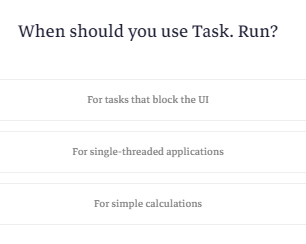 When should you use Task. Run?
For tasks that block the UI
For single-threaded applications
For simple calculations